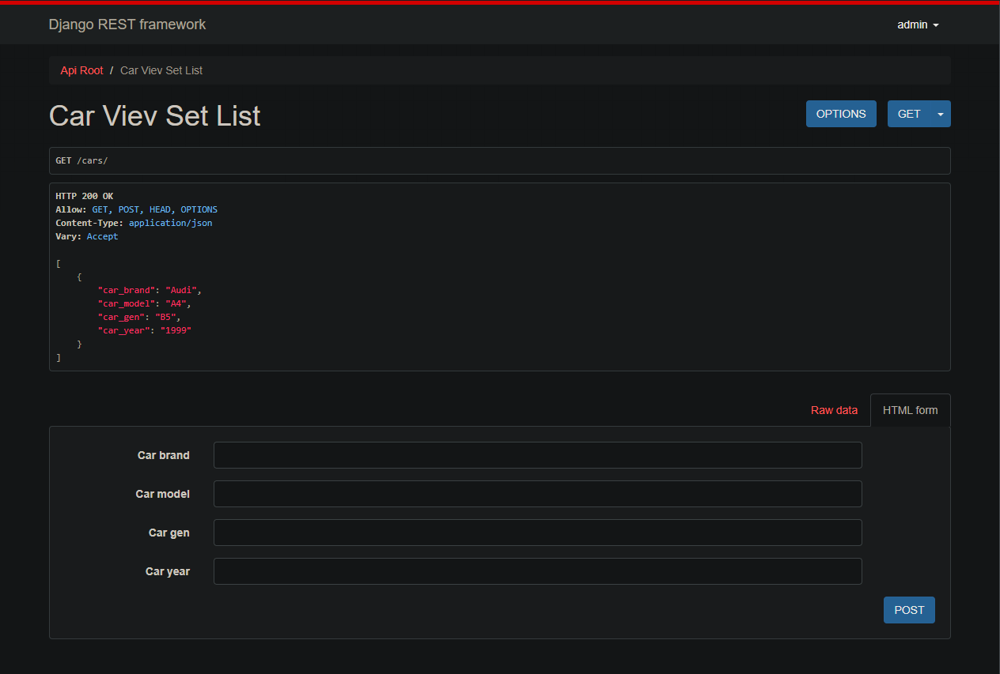 Django REST framework
admin
Api Root / Car Viev Set List
Car Viev Set List
OPTIONS
GET
GET /cars/
HTTP 200 OK
Allow: GET, POST, HEAD, OPTIONS
Content-Type: application/json
Vary: Accept
[
    {
        "car_brand": "Audi",
        "car_model": "A4",
        "car_gen": "B5",
        "car_year": "1999"
    }
]
Raw data
HTML form
Car brand
Car model
Car gen
Car year
POST